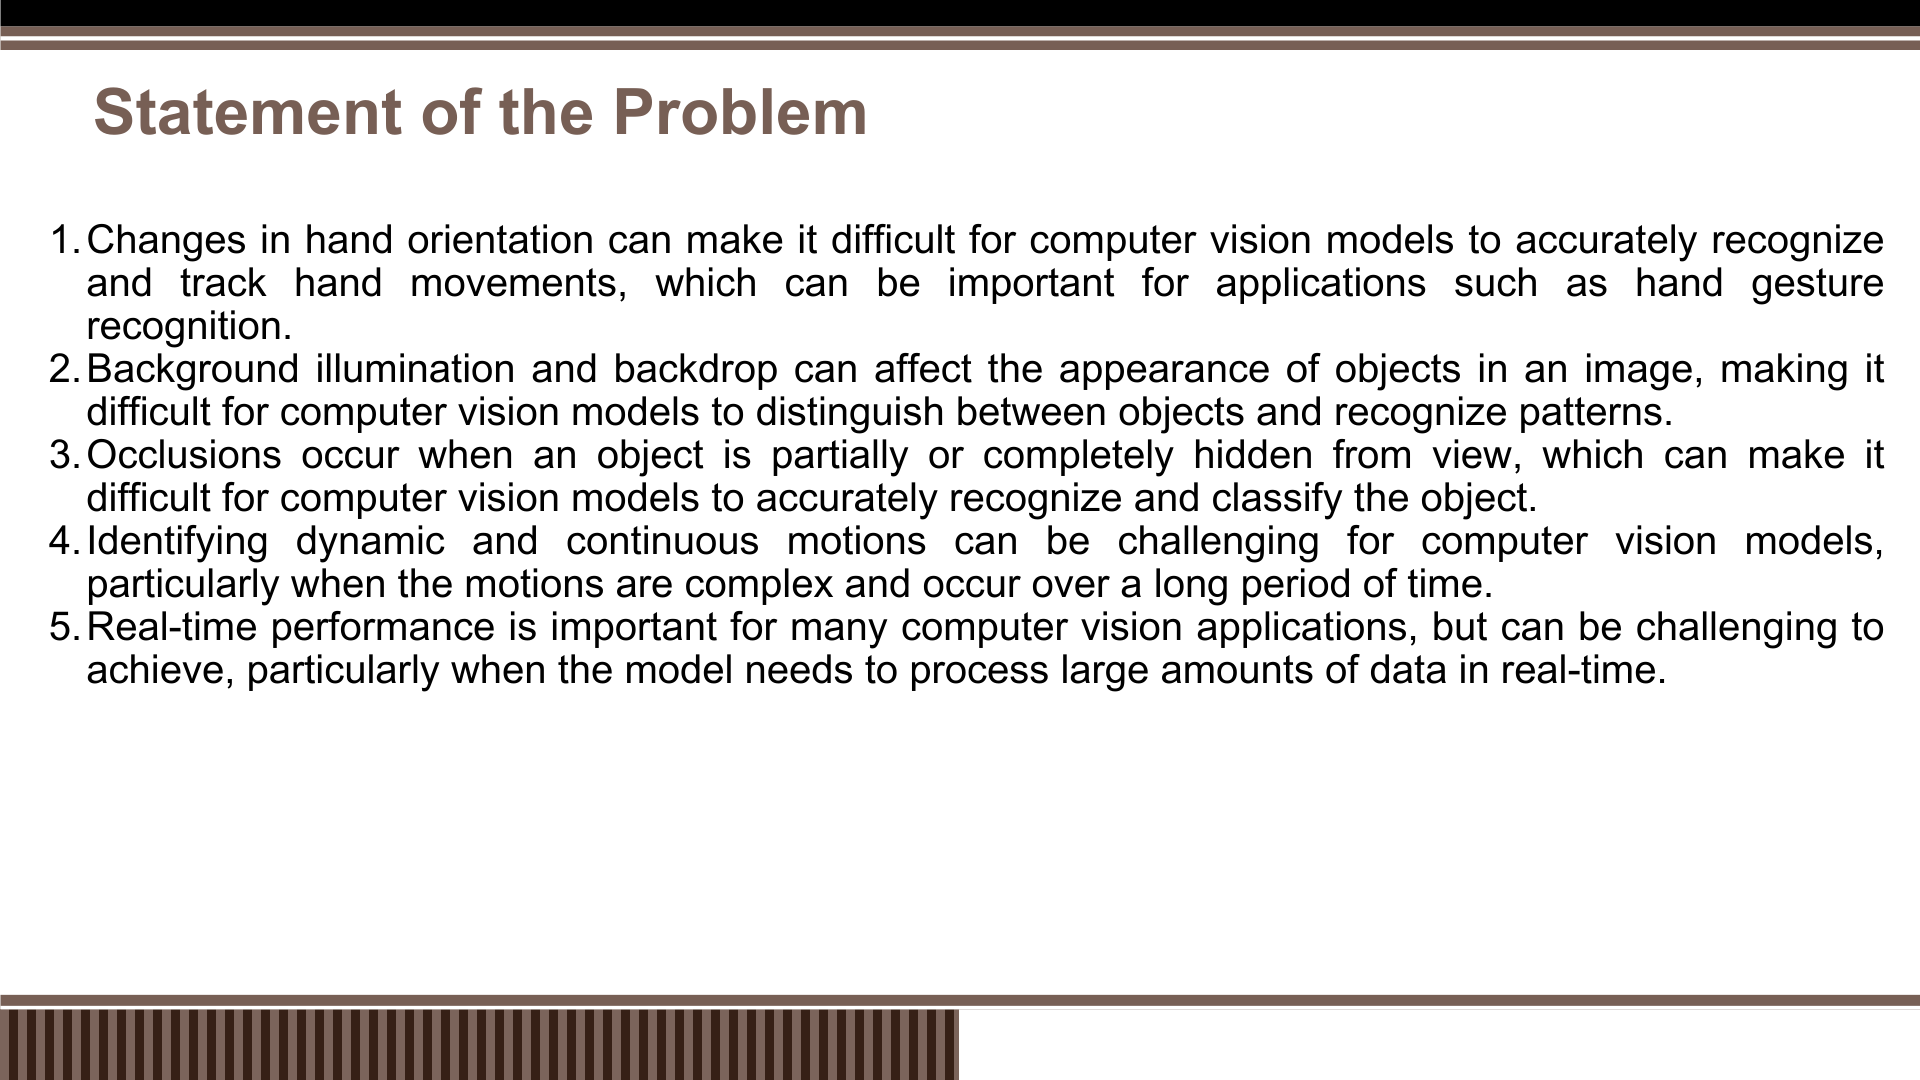 Statement of the Problem
1. Changes in hand orientation can make it difficult for computer vision models to accurately recognize
and track hand movements, which can be important for applications such as hand gesture
recognition.
2. Background illumination and backdrop can affect the appearance of objects in an image, making it
difficult for computer vision models to distinguish between objects and recognize patterns.
3. Occlusions occur when an object is partially or completely hidden from view, which can make it
difficult for computer vision models to accurately recognize and classify the object.
4. Identifying dynamic and continuous motions can be challenging for computer vision models,
particularly when the motions are complex and occur over a long period of time.
5. Real-time performance is important for many computer vision applications, but can be challenging to
achieve, particularly when the model needs to process large amounts of data in real-time.